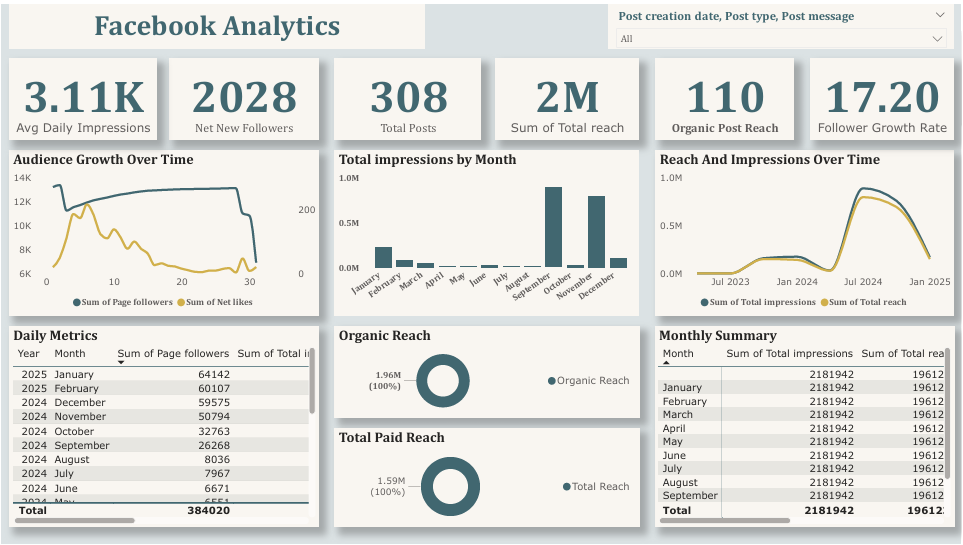 Facebook Analytics
Post creation date, Post type, Post message
All
3.11K
Avg Daily Impressions
2028
Net New Followers
308
Total Posts
2M
Sum of Total reach
110
Organic Post Reach
17.20
Follower Growth Rate
Audience Growth Over Time
14K
12K
10K
8K
6K
200
0
0 10 20 30
Sum of Page followers Sum of Net likes
Total impressions by Month
1.0M
0.5M
0.0M
January February March April May June July August September October November December
Reach And Impressions Over Time
1.0M
0.5M
0.0M
Jul 2023 Jan 2024 Jul 2024 Jan 2025
Sum of Total impressions Sum of Total reach
Daily Metrics
Year Month Sum of Page followers Sum of Total i
2025 January 64142
2025 February 60107
2024 December 59575
2024 November 50794
2024 October 32763
2024 September 26268
2024 August 8036
2024 July 7967
2024 June 6671
2024 May 6551
Total 384020
Organic Reach
1.96M
(100%)
Organic Reach
Total Paid Reach
1.59M
(100%)
Total Reach
Monthly Summary
Month Sum of Total impressions Sum of Total rea
2181942 19612
January 2181942 19612
February 2181942 19612
March 2181942 19612
April 2181942 19612
May 2181942 19612
June 2181942 19612
July 2181942 19612
August 2181942 19612
September 2181942 19612
Total 2181942 19612